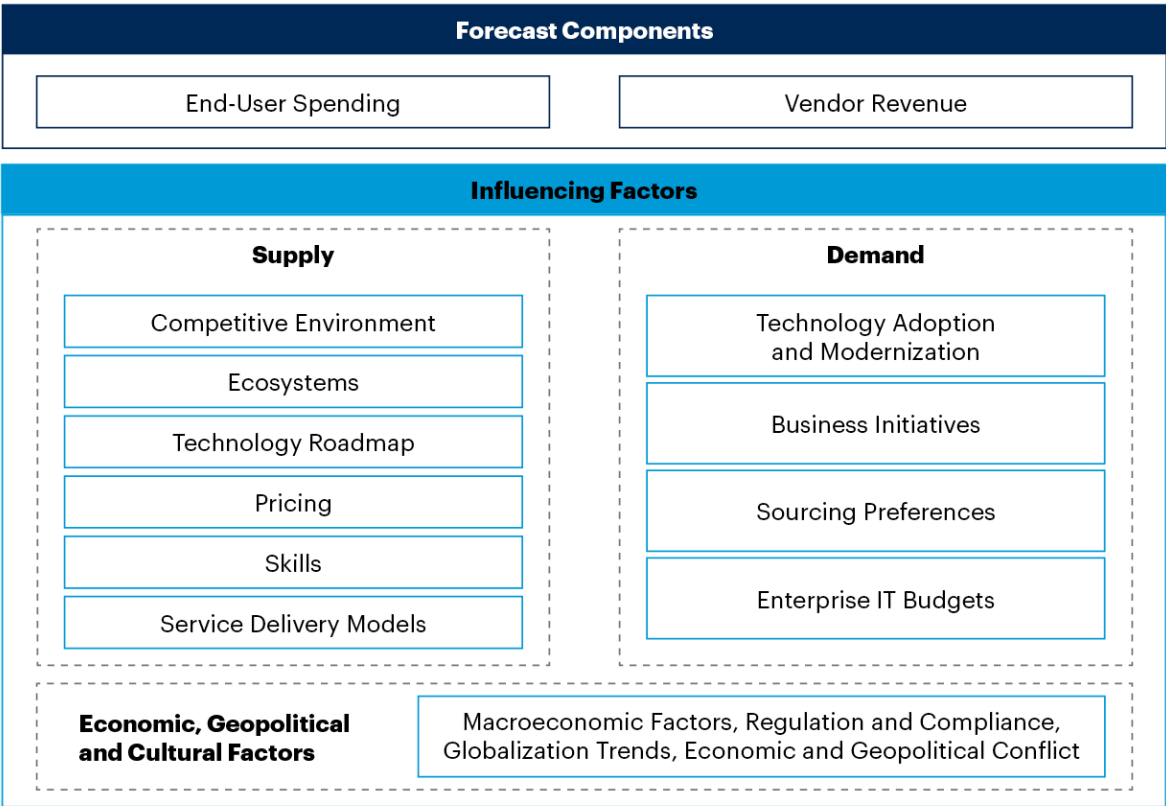 Forecast Components
End-User Spending
Vendor Revenue
Influencing Factors
Supply
Competitive Environment
Ecosystems
Technology Roadmap
Pricing
Skills
Service Delivery Models
Demand
Technology Adoption
and Modernization
Business Initiatives
Sourcing Preferences
Enterprise IT Budgets
Economic, Geopolitical
and Cultural Factors
Macroeconomic Factors, Regulation and Compliance,
Globalization Trends, Economic and Geopolitical Conflict